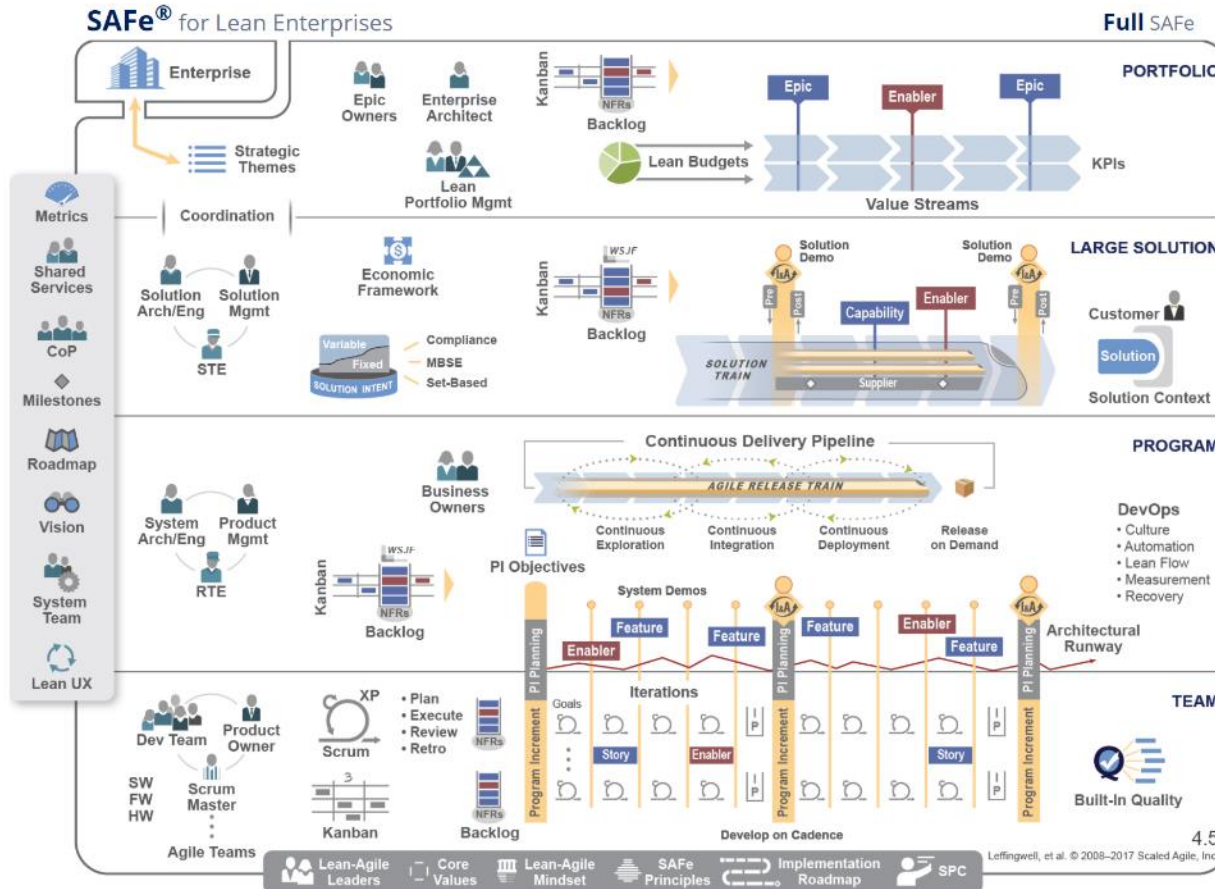 SAFe® for Lean Enterprises
Full SAFe
Enterprise
Strategic
Themes
Epic
Owners
Enterprise
Architect
Lean
Portfolio Mgmt
Kanban
NFRs
Backlog
Lean Budgets
Epic
Enabler
Epic
KPIs
Value Streams
PORTFOLIO
Metrics
Shared
Services
CoP
Milestones
Roadmap
Vision
System
Team
Lean UX
Coordination
Solution
Arch/Eng
Solution
Mgmt
STE
Economic
Framework
Variable
Fixed
SOLUTION INTENT
Compliance
MBSE
Set-Based
Kanban
WSJF
NFRs
Backlog
Solution
Demo
I&A
Pre
Post
Capability
Enabler
Solution
Demo
I&A
Pre
Post
SOLUTION
TRAIN
Supplier
LARGE SOLUTION
Customer
Solution
Solution Context
System
Arch/Eng
Product
Mgmt
RTE
Business
Owners
Kanban
WSJF
NFRs
Backlog
PI Objectives
Continuous Delivery Pipeline
AGILE RELEASE TRAIN
Continuous
Exploration
Continuous
Integration
Continuous
Deployment
Release
on Demand
PROGRAM
DevOps
• Culture
• Automation
• Lean Flow
• Measurement
• Recovery
System Demos
PI Planning
Enabler
Feature
Feature
I&A
PI Planning
Feature
Enabler
Feature
I&A
PI Planning
Architectural
Runway
Dev Team
Product
Owner
Scrum
Master
SW
FW
HW
Agile Teams
XP
Scrum
• Plan
• Execute
• Review
• Retro
3
Kanban
NFRs
NFRs
Backlog
Program Increment
Iterations
Goals
Story
Enabler
I
P
I
P
Program Increment
Story
I
P
I
P
Program Increment
Develop on Cadence
TEAM
Q
Built-In Quality
4.5
Leffingwell, et al. © 2008–2017 Scaled Agile, Inc
Lean-Agile
Leaders
Core
Values
Lean-Agile
Mindset
SAFe
Principles
Implementation
Roadmap
SPC